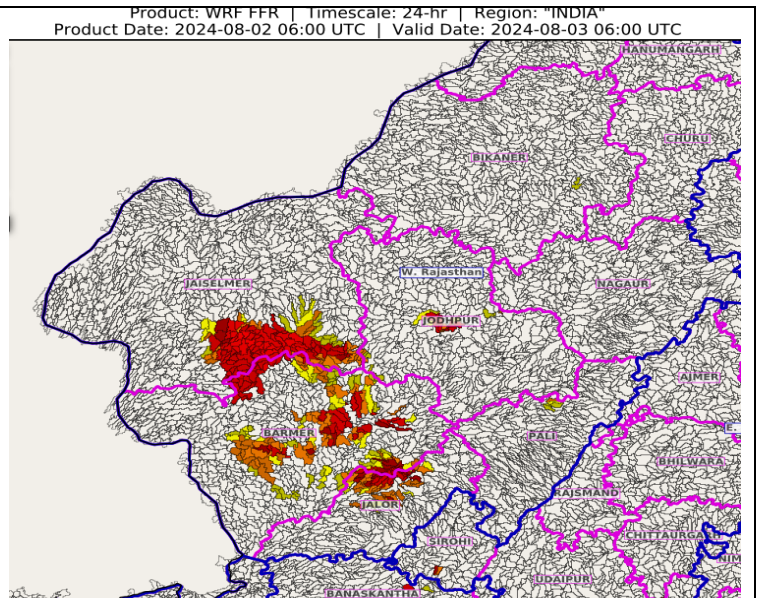 Product: WRF FFR | Timescale: 24-hr | Region: "INDIA"
Product Date: 2024-08-02 06:00 UTC | Valid Date: 2024-08-03 06:00 UTC
HANUMANGARH
CHURU
BIKANER
W. Rajasthan
JAISELMER
NAGAUR
JODHPUR
AJMER
E.
BARMER
PALI
BHILWARA
RAJSMAND
JALOR
CHITTAURGA
SIROHI
NIM
UDAIPUR
BANASKANTHA